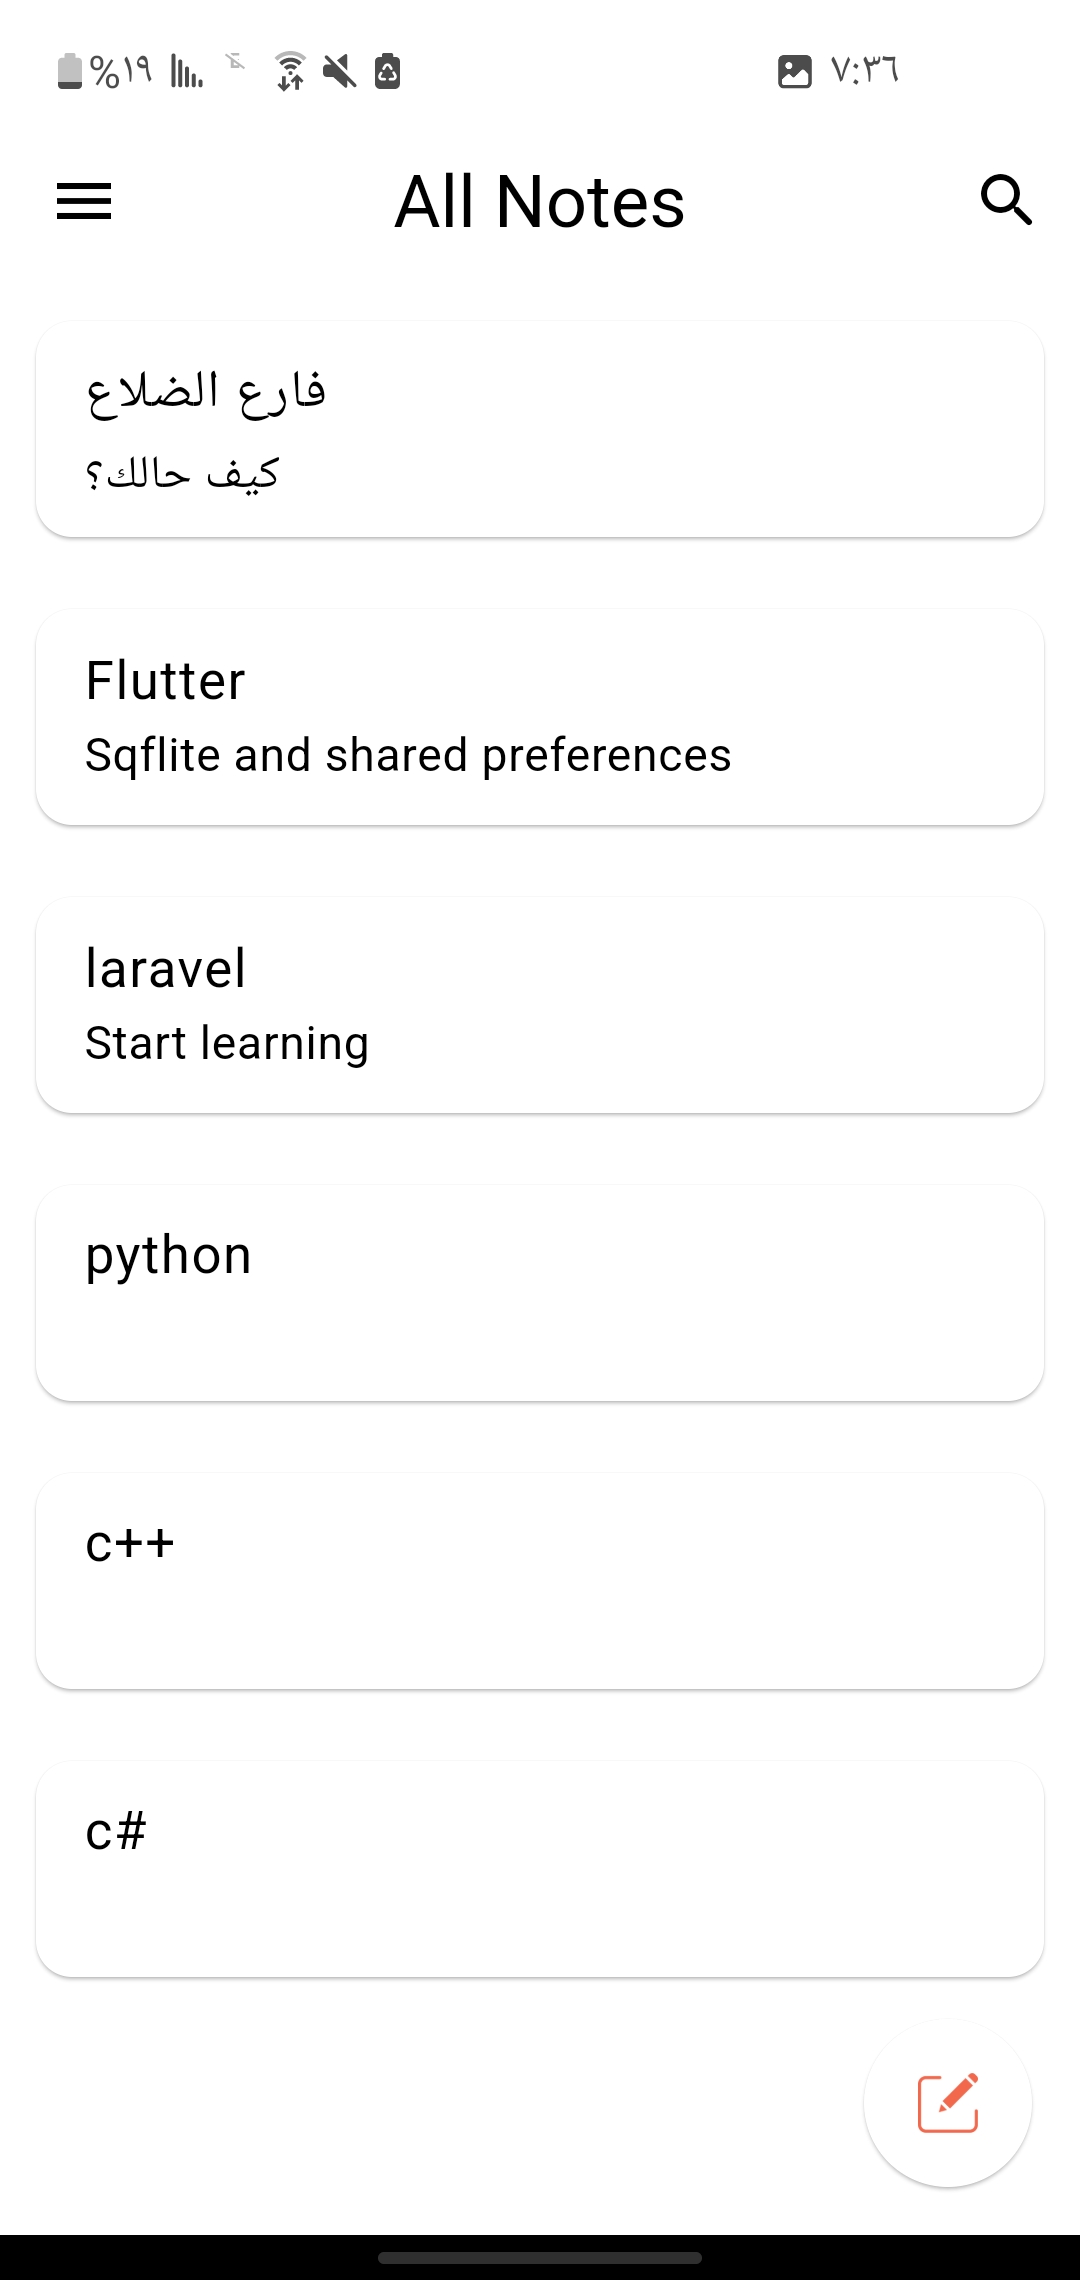 %١٩
٧:٣٦
All Notes
فارع الضلاع
كيف حالك؟
Flutter
Sqflite and shared preferences
laravel
Start learning
python
c++
c#